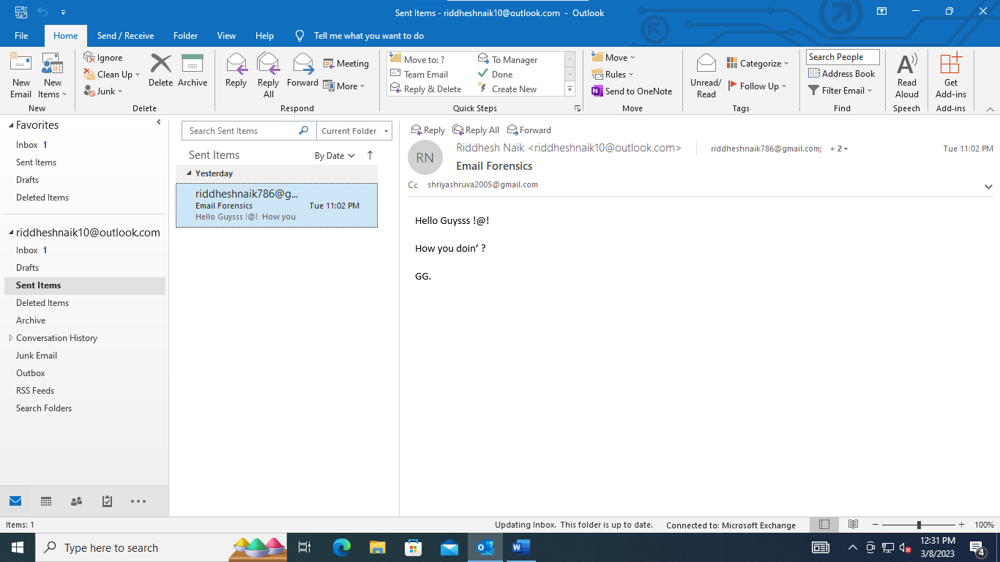 Sent Items - riddheshnaik10@outlook.com - Outlook
File Home Send / Receive Folder View Help Tell me what you want to do
New Email
New Items
New
Ignore
Clean Up
Junk
Delete
Archive
Delete
Reply
Reply All
Forward
Meeting
More
Respond
Move to: ?
Team Email
Reply & Delete
To Manager
Done
Create New
Quick Steps
Move
Rules
Send to OneNote
Move
Unread/ Read
Categorize
Follow Up
Tags
Search People
Address Book
Filter Email
Find
Read Aloud
Speech
Get Add-ins
Add-ins
Favorites
Inbox 1
Sent Items
Drafts
Deleted Items
riddheshnaik10@outlook.com
Inbox 1
Drafts
Sent Items
Deleted Items
Archive
Conversation History
Junk Email
Outbox
RSS Feeds
Search Folders
Search Sent Items
Current Folder
Sent Items By Date
Yesterday
riddheshnaik786@g...
Email Forensics Tue 11:02 PM
Hello Guysss !@! How you
Reply Reply All Forward
RN
Riddhesh Naik <riddheshnaik10@outlook.com> riddheshnaik786@gmail.com; + 2 Tue 11:02 PM
Email Forensics
Cc shriyashruva2005@gmail.com
Hello Guysss !@!
How you doin’ ?
GG.
Items: 1 Updating Inbox. This folder is up to date. Connected to: Microsoft Exchange 100%
Type here to search
12:31 PM
3/8/2023
4